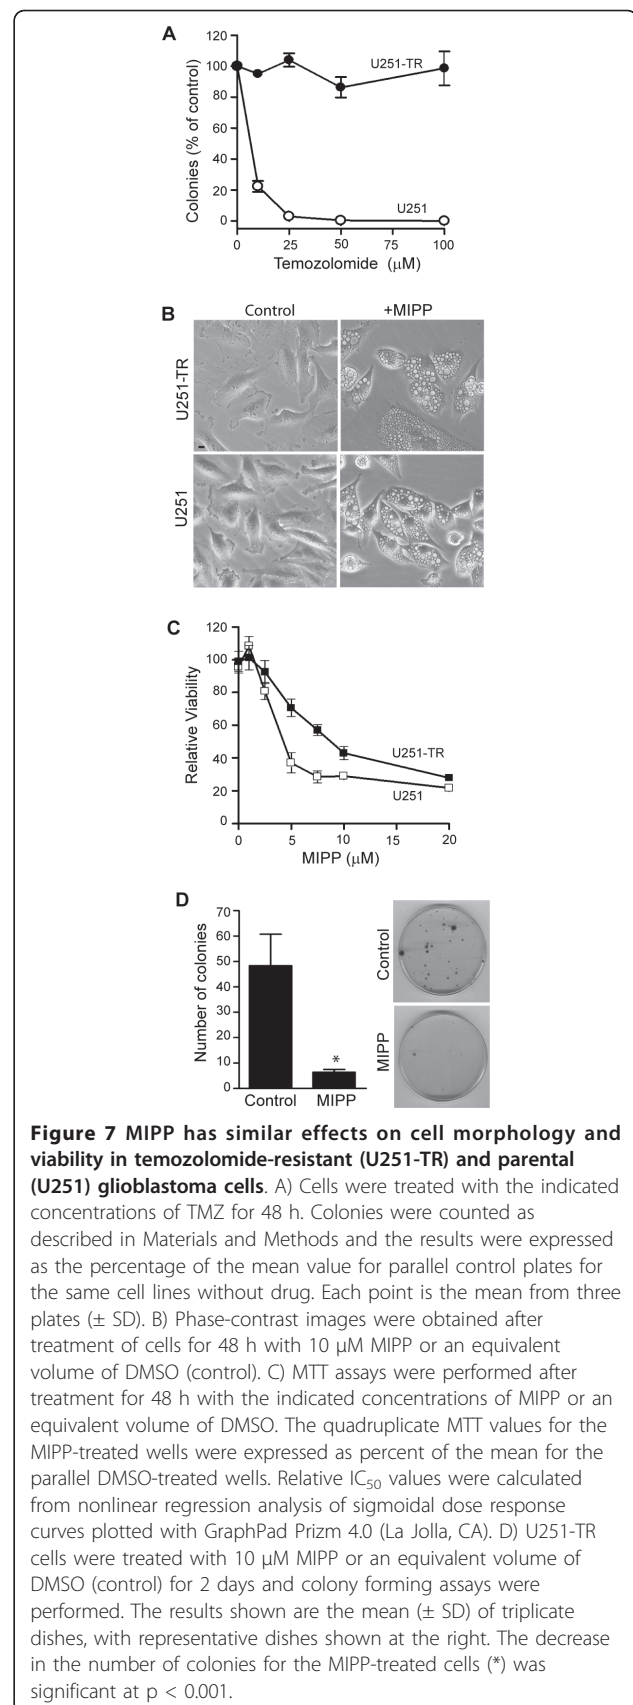 A
120
100
80
60
40
20
0
Colonies (% of control)
U251-TR
U251
0 25 50 75 100
Temozolomide (µM)
B
Control +MIPP
U251-TR
U251
C
120
100
80
60
40
20
0
Relative Viability
U251-TR
U251
0 5 10 15 20
MIPP (µM)
D
70
60
50
40
30
20
10
0
Number of colonies
*
Control MIPP
Control
MIPP
Figure 7 MIPP has similar effects on cell morphology and
viability in temozolomide-resistant (U251-TR) and parental
(U251) glioblastoma cells. A) Cells were treated with the indicated
concentrations of TMZ for 48 h. Colonies were counted as
described in Materials and Methods and the results were expressed
as the percentage of the mean value for parallel control plates for
the same cell lines without drug. Each point is the mean from three
plates (± SD). B) Phase-contrast images were obtained after
treatment of cells for 48 h with 10 µM MIPP or an equivalent
volume of DMSO (control). C) MTT assays were performed after
treatment for 48 h with the indicated concentrations of MIPP or an
equivalent volume of DMSO. The quadruplicate MTT values for the
MIPP-treated wells were expressed as percent of the mean for the
parallel DMSO-treated wells. Relative IC50 values were calculated
from nonlinear regression analysis of sigmoidal dose response
curves plotted with GraphPad Prizm 4.0 (La Jolla, CA). D) U251-TR
cells were treated with 10 µM MIPP or an equivalent volume of
DMSO (control) for 2 days and colony forming assays were
performed. The results shown are the mean (± SD) of triplicate
dishes, with representative dishes shown at the right. The decrease
in the number of colonies for the MIPP-treated cells (*) was
significant at p < 0.001.